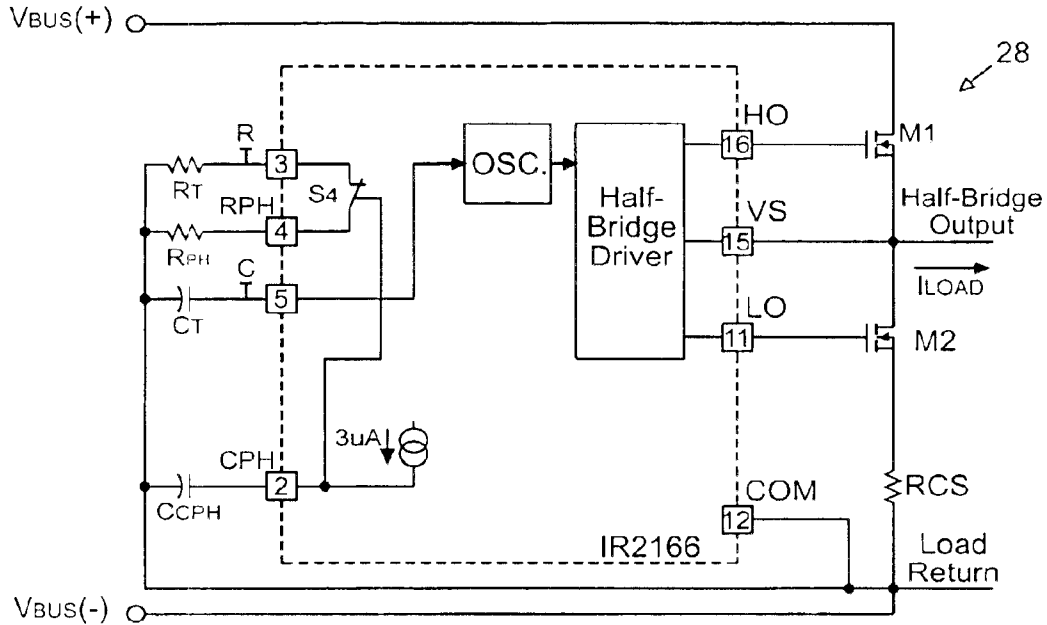 VBUS(+)
28
HO
16
M1
R
T
3
RT
S4
OSC.
Half-
Bridge
Driver
RPH
4
RPH
VS
15
Half-Bridge
Output
ILOAD
C
T
5
CT
LO
11
M2
3uA
CPH
2
CCPH
COM
12
RCS
IR2166
Load
Return
VBUS(-)